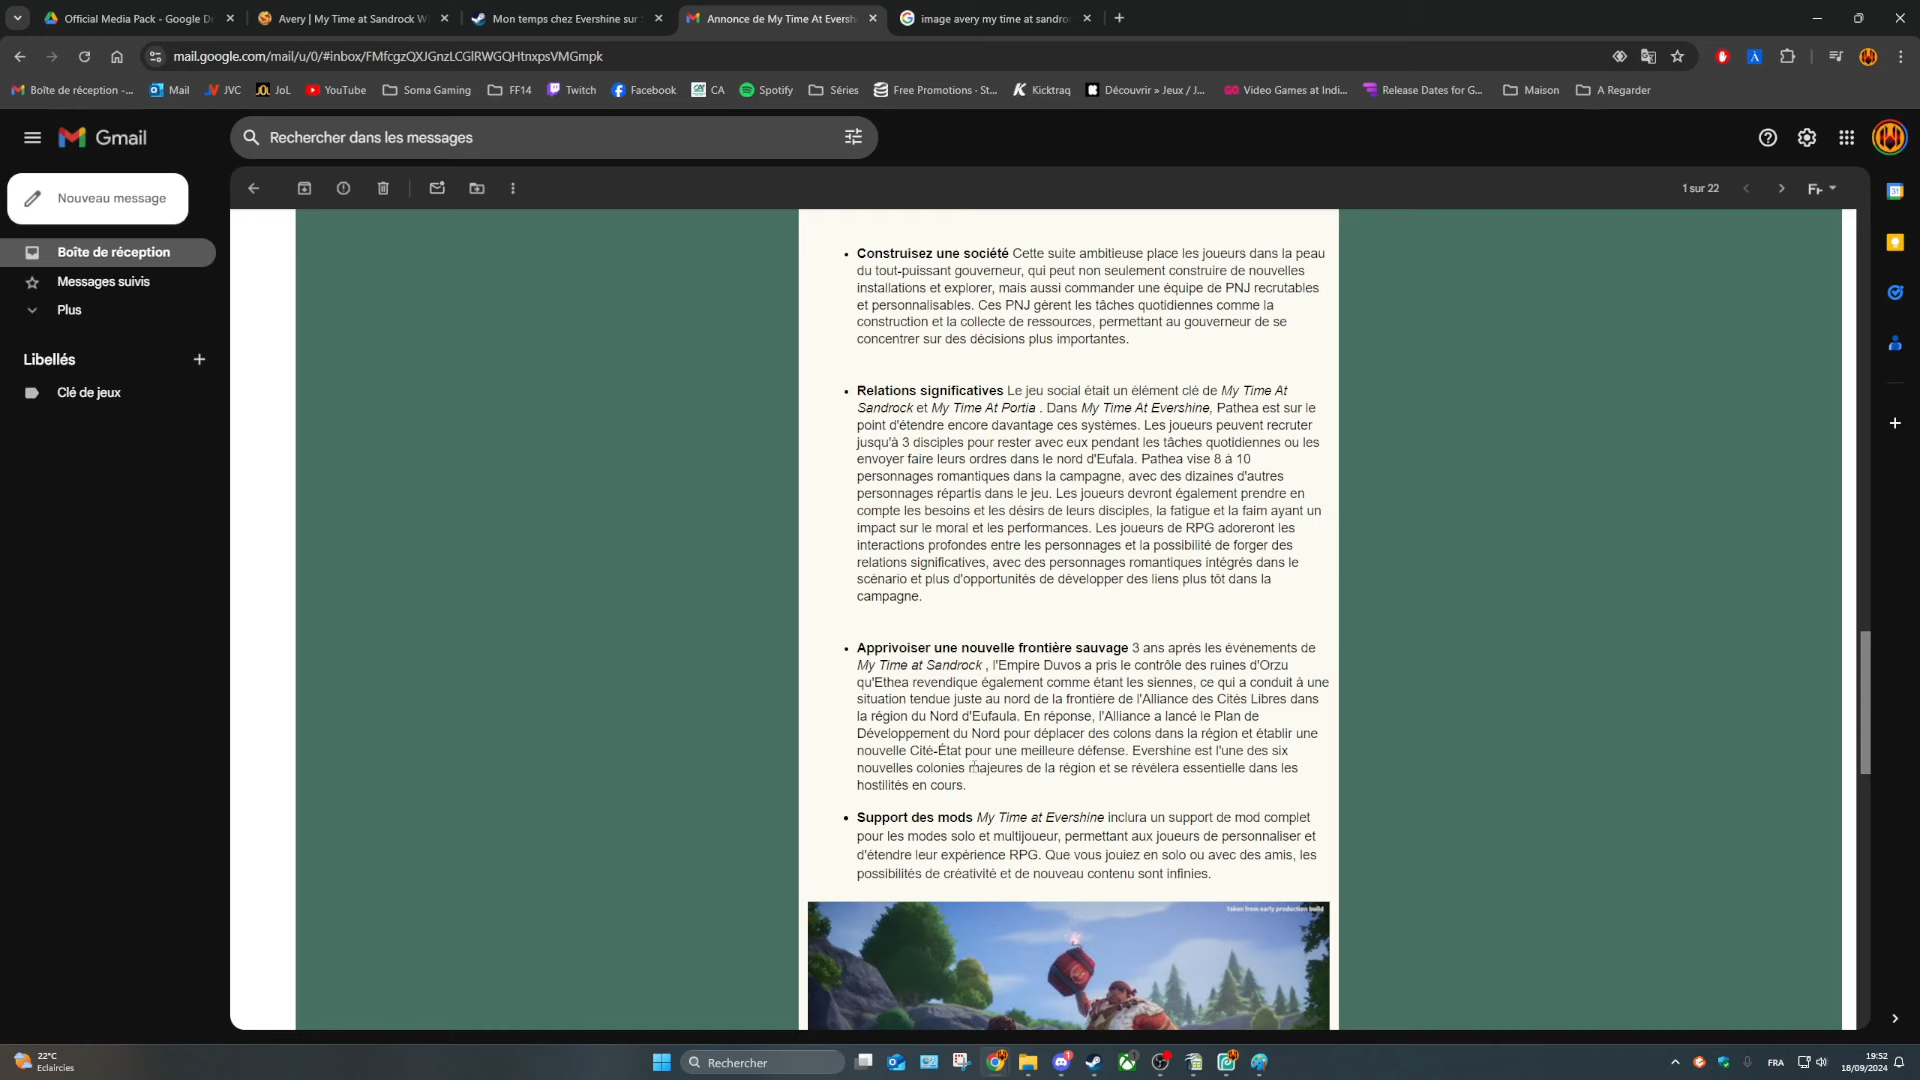 Official Media Pack - Google Dr
Avery | My Time at Sandrock W
Mon temps chez Evershine sur S
Annonce de My Time At Evershi
image avery my time at sandroc
mail.google.com/mail/u/0/#inbox/FMfcgzQXJGnzLCGlRWGQHtnxpsVMGmpk
Boîte de réception -...
Mail
JVC
JoL
YouTube
Soma Gaming
FF14
Twitch
Facebook
CA
Spotify
Séries
Free Promotions · St...
Kicktraq
Découvrir » Jeux / J...
Video Games at Indi...
Release Dates for G...
Maison
A Regarder
Gmail
Rechercher dans les messages
Nouveau message
1 sur 22
Boîte de réception
Messages suivis
Plus
Libellés
Clé de jeux
Construisez une société Cette suite ambitieuse place les joueurs dans la peau
du tout-puissant gouverneur, qui peut non seulement construire de nouvelles
installations et explorer, mais aussi commander une équipe de PNJ recrutables
et personnalisables. Ces PNJ gèrent les tâches quotidiennes comme la
construction et la collecte de ressources, permettant au gouverneur de se
concentrer sur des décisions plus importantes.
Relations significatives Le jeu social était un élément clé de My Time At
Sandrock et My Time At Portia . Dans My Time At Evershine, Pathea est sur le
point d'étendre encore davantage ces systèmes. Les joueurs peuvent recruter
jusqu'à 3 disciples pour rester avec eux pendant les tâches quotidiennes ou les
envoyer faire leurs ordres dans le nord d'Eufala. Pathea vise 8 à 10
personnages romantiques dans la campagne, avec des dizaines d'autres
personnages répartis dans le jeu. Les joueurs devront également prendre en
compte les besoins et les désirs de leurs disciples, la fatigue et la faim ayant un
impact sur le moral et les performances. Les joueurs de RPG adoreront les
interactions profondes entre les personnages et la possibilité de forger des
relations significatives, avec des personnages romantiques intégrés dans le
scénario et plus d'opportunités de développer des liens plus tôt dans la
campagne.
Apprivoiser une nouvelle frontière sauvage 3 ans après les événements de
My Time at Sandrock , l'Empire Duvos a pris le contrôle des ruines d'Orzu
qu'Ethea revendique également comme étant les siennes, ce qui a conduit à une
situation tendue juste au nord de la frontière de l'Alliance des Cités Libres dans
la région du Nord d'Eufaula. En réponse, l'Alliance a lancé le Plan de
Développement du Nord pour déplacer des colons dans la région et établir une
nouvelle Cité-État pour une meilleure défense. Evershine est l'une des six
nouvelles colonies majeures de la région et se révélera essentielle dans les
hostilités en cours.
Support des mods My Time at Evershine inclura un support de mod complet
pour les modes solo et multijoueur, permettant aux joueurs de personnaliser et
d'étendre leur expérience RPG. Que vous jouiez en solo ou avec des amis, les
possibilités de créativité et de nouveau contenu sont infinies.
Taken from early production build
22°C
Eclaircies
Rechercher
FRA
19:52
18/09/2024